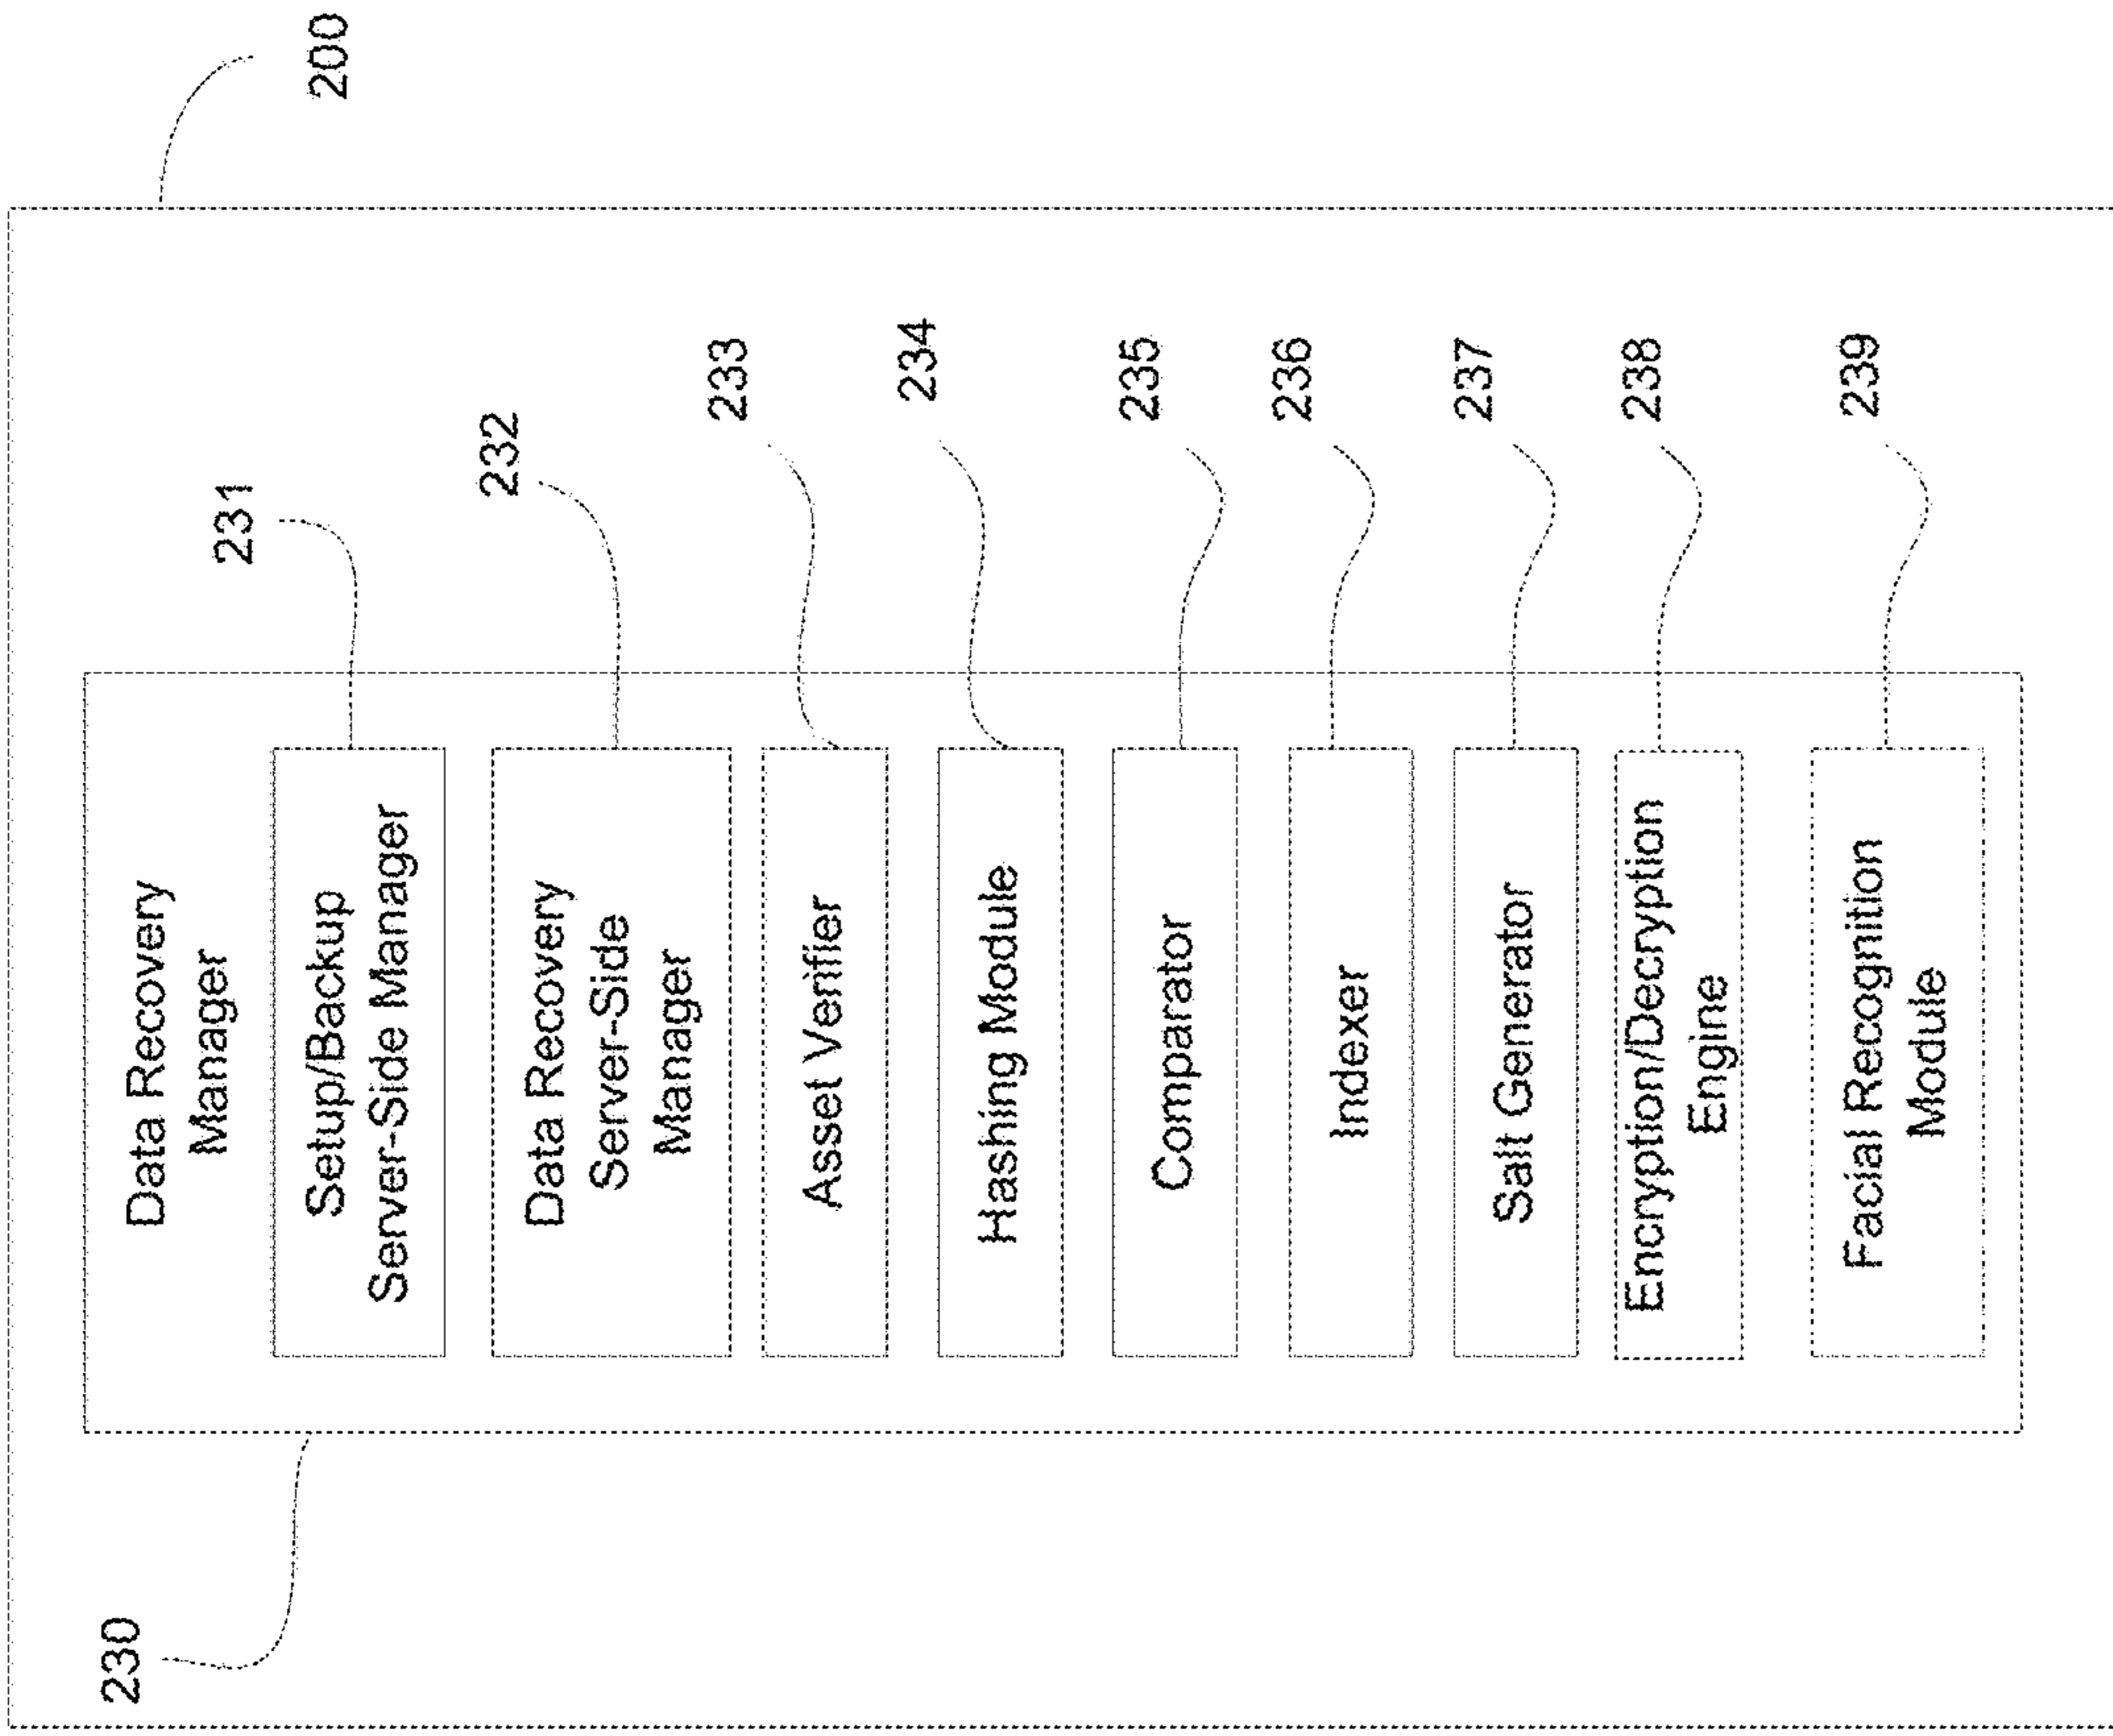 200
230
Data Recovery
Manager
231
Setup/Backup
Server-Side Manager
232
Data Recovery
Server-Side
Manager
233
Asset Verifier
234
Hashing Module
235
Comparator
236
Indexer
237
Salt Generator
238
Encryption/Decryption
Engine
239
Facial Recognition
Module